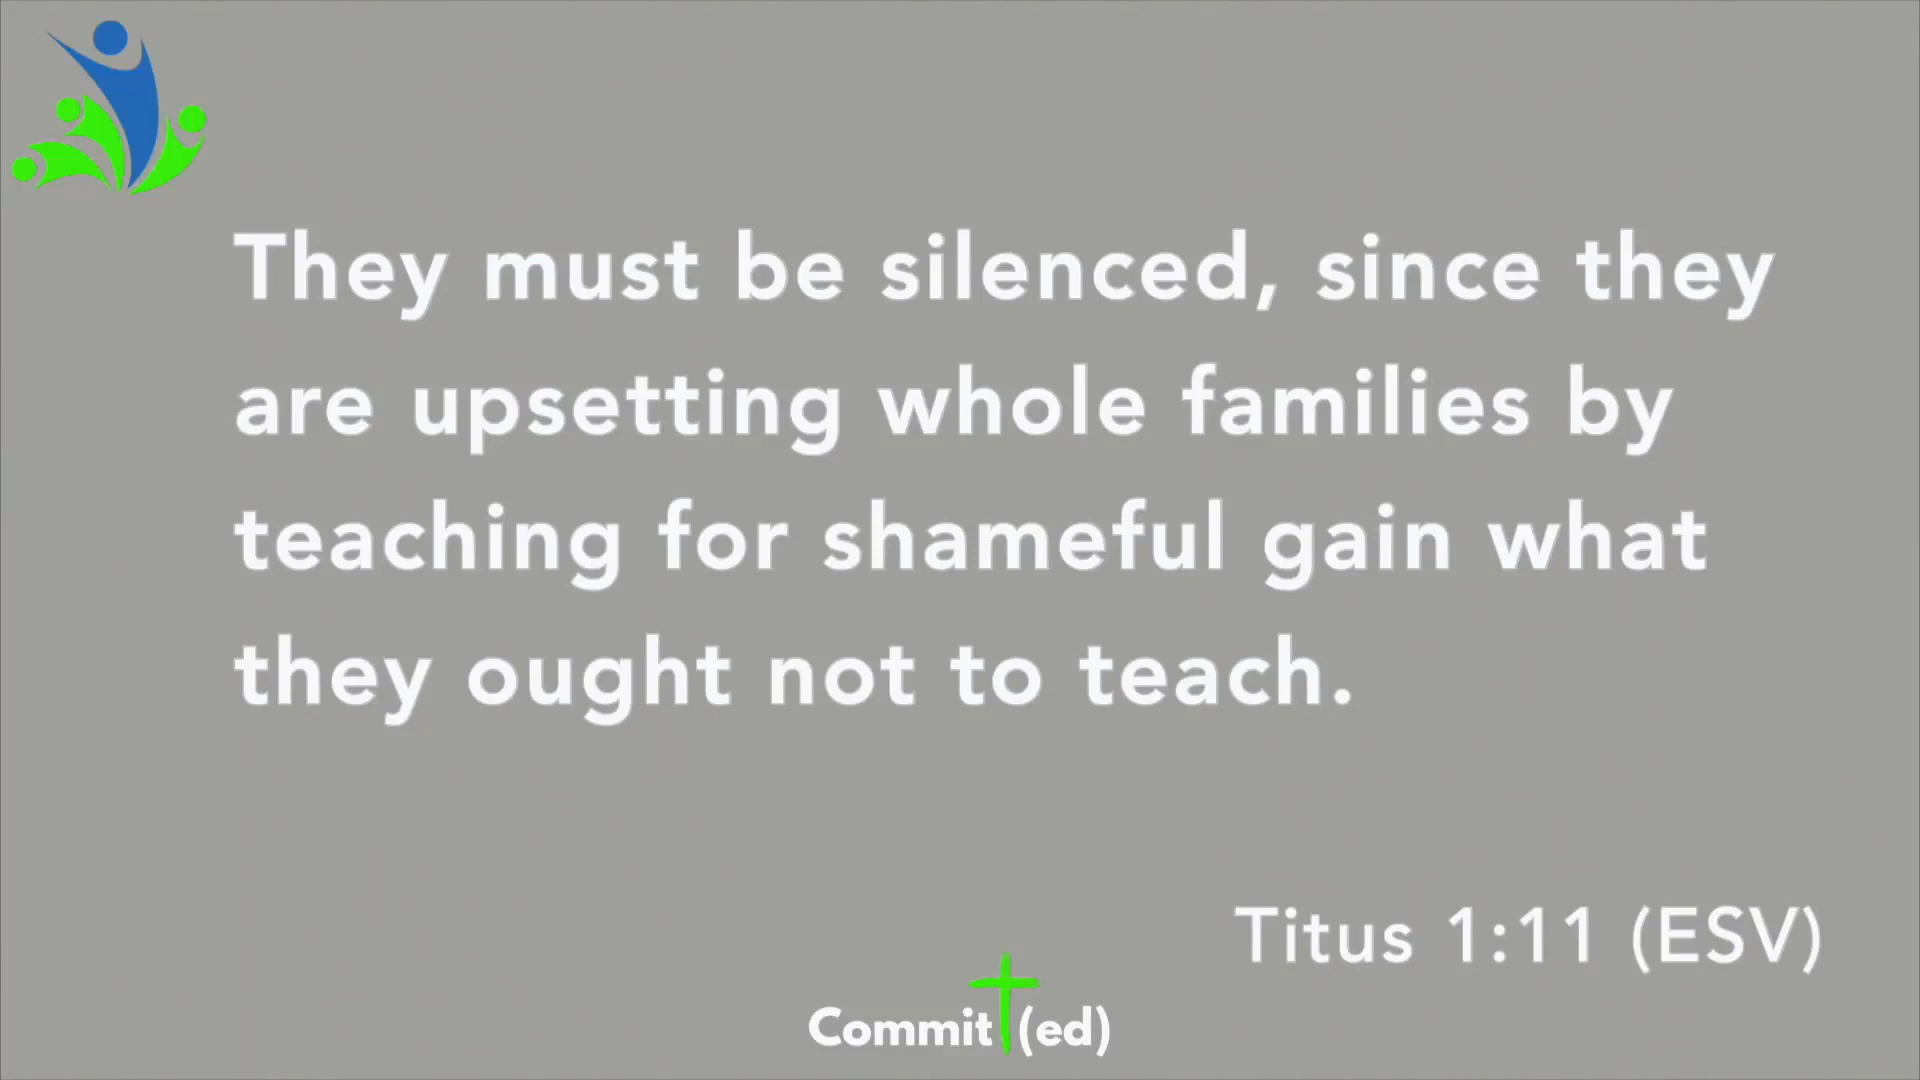 They must be silenced, since they
are upsetting whole families by
teaching for shameful gain what
they ought not to teach.
Titus 1:11 (ESV)
Committ(ed)